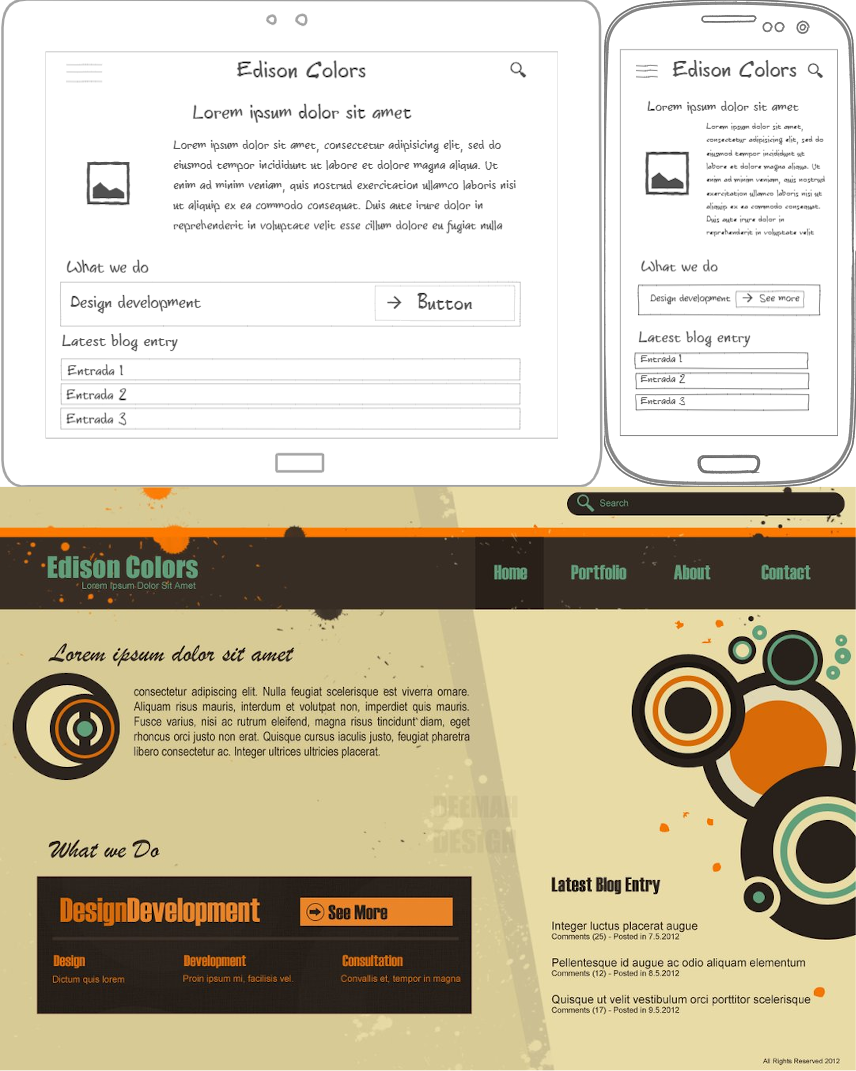 Edison Colors
Lorem ipsum dolor sit amet
Lorem ipsum dolor sit amet, consectetur adipisicing elit, sed do
eiusmod tempor incididunt ut labore et dolore magna aliqua. Ut
enim ad minim veniam, quis nostrud exercitation ullamco laboris nisi
ut aliquip ex ea commodo consequat. Duis aute irure dolor in
reprehenderit in voluptate velit esse cillum dolore eu fugiat nulla
What we do
Design development
→ Button
Latest blog entry
Entrada 1
Entrada 2
Entrada 3
Edison Colors
Lorem ipsum dolor sit amet
Lorem ipsum dolor sit amet,
consectetur adipisicing elit, sed do
eiusmod tempor incididunt ut
labore et dolore magna aliqua. Ut
enim ad minim veniam, quis nostrud
exercitation ullamco laboris nisi ut
aliquip ex ea commodo consequat.
Duis aute irure dolor in
reprehenderit in voluptate velit
What we do
Design development
→ See more
Latest blog entry
Entrada 1
Entrada 2
Entrada 3
Search
Edison Colors
Lorem Ipsum Dolor Sit Amet
Home
Portfolio
About
Contact
Lorem ipsum dolor sit amet
consectetur adipiscing elit. Nulla feugiat scelerisque est viverra ornare.
Aliquam risus mauris, interdum et volutpat non, imperdiet quis mauris.
Fusce varius, nisi ac rutrum eleifend, magna risus tincidunt diam, eget
rhoncus orci justo non erat. Quisque cursus iaculis justo, feugiat pharetra
libero consectetur ac. Integer ultrices ultricies placerat.
DEEMAH
DESIGN
What we Do
DesignDevelopment
See More
Design
Dictum quis lorem
Development
Proin ipsum mi, facilisis vel.
Consultation
Convallis et, tempor in magna
Latest Blog Entry
Integer luctus placerat augue
Comments (25) - Posted in 7.5.2012
Pellentesque id augue ac odio aliquam elementum
Comments (12) - Posted in 8.5.2012
Quisque ut velit vestibulum orci porttitor scelerisque
Comments (17) - Posted in 9.5.2012
All Rights Reserved 2012